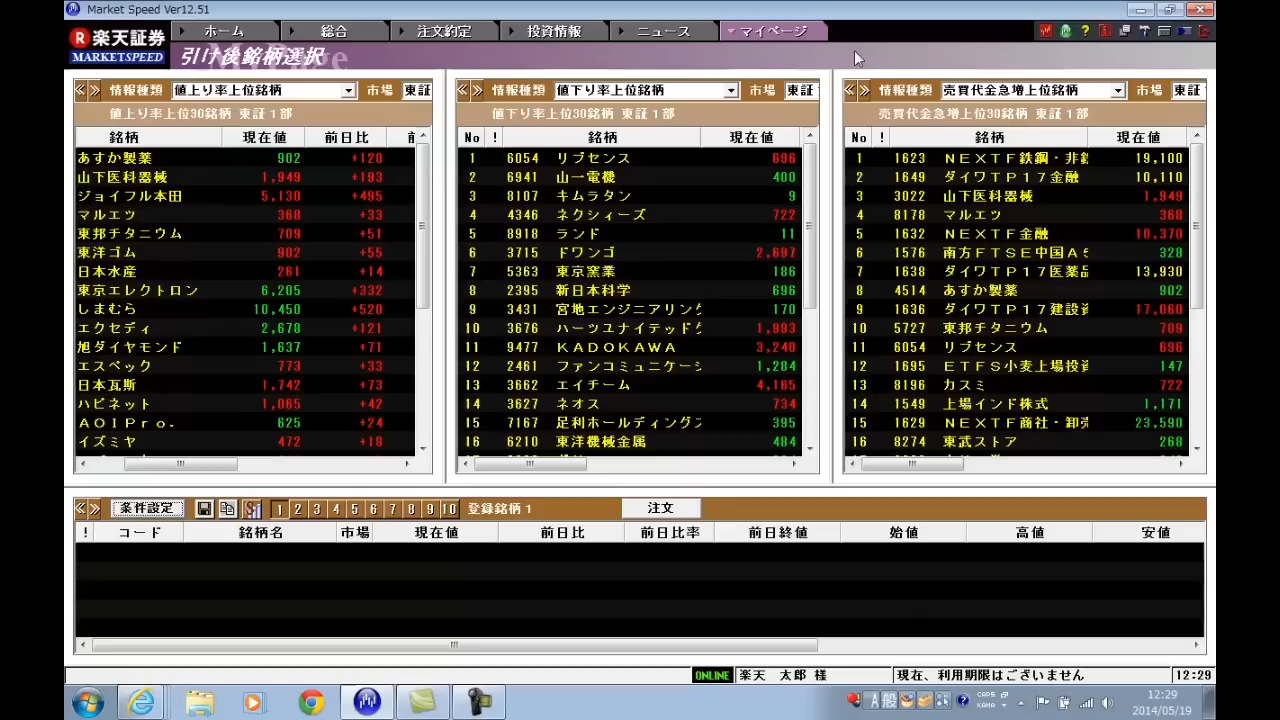 Market Speed Ver12.51
R 楽天証券
MARKETSPEED
ホーム 総合 注文約定 投資情報 ニュース マイページ
引け後銘柄選択
情報種類 値上り率上位銘柄 市場 東証
値上り率上位30銘柄 東証1部
銘柄 現在値 前日比
あすか製薬 902 +120
山下医科器械 1,949 +193
ジョイフル本田 5,130 +495
マルエツ 368 +33
東邦チタニウム 709 +51
東洋ゴム 902 +55
日本水産 261 +14
東京エレクトロン 6,205 +332
しまむら 10,450 +520
エクセディ 2,678 +121
旭ダイヤモンド 1,637 +71
エスペック 773 +33
日本瓦斯 1,742 +73
ハピネット 1,065 +42
AOI Pro. 625 +24
イズミヤ 472 +18
情報種類 値下り率上位銘柄 市場 東証
値下り率上位30銘柄 東証1部
No ! 銘柄 現在値
1 6054 リブセンス 696
2 6941 山一電機 400
3 8107 キムラタン 9
4 4346 ネクシィーズ 722
5 8918 ランド 11
6 3715 ドワンゴ 2,697
7 5363 東京窯業 186
8 2395 新日本科学 696
9 3431 宮地エンジニアリング 170
10 3676 ハーツユナイテッドグ 1,993
11 9477 KADOKAWA 3,240
12 2461 ファンコミュニケーシ 1,284
13 3662 エイチーム 4,165
14 3627 ネオス 734
15 7167 足利ホールディングス 395
16 6210 東洋機械金属 484
情報種類 売買代金急増上位銘柄 市場 東証
売買代金急増上位30銘柄 東証1部
No ! 銘柄 現在値
1 1623 NEXTF鉄鋼・非鉄 19,100
2 1649 ダイワTP17金融 10,110
3 3022 山下医科器械 1,949
4 8178 マルエツ 368
5 1632 NEXTF金融 10,370
6 1576 南方FTSE中国A5 328
7 1638 ダイワTP17医薬品 13,930
8 4514 あすか製薬 902
9 1636 ダイワTP17建設資 17,060
10 5727 東邦チタニウム 709
11 6054 リブセンス 696
12 1695 ETFS小麦上場投資 147
13 8196 カスミ 722
14 1549 上場インド株式 1,171
15 1629 NEXTF商社・卸売 23,590
16 8274 東武ストア 268
条件設定 1 2 3 4 5 6 7 8 9 10 登録銘柄1 注文
! コード 銘柄名 市場 現在値 前日比 前日比率 前日終値 始値 高値 安値
ONLINE 楽天 太郎 様 現在、利用期限はございません 12:29
A 般 CAPS KANA 12:29
2014/05/19